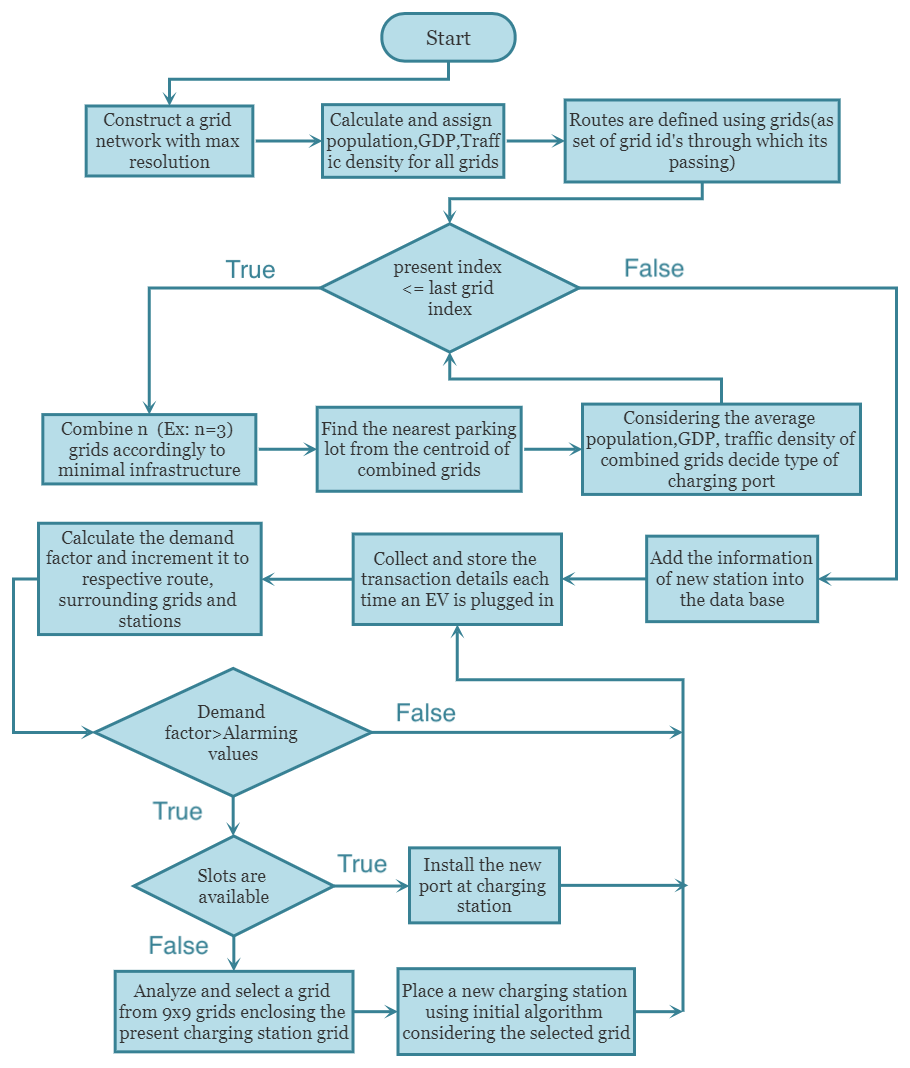 Start
Construct a grid
network with max
resolution
Calculate and assign
population,GDP,Traff
ic density for all grids
Routes are defined using grids(as
set of grid id's through which its
passing)
present index
<= last grid
index
True
False
Combine n (Ex: n=3)
grids accordingly to
minimal infrastructure
Find the nearest parking
lot from the centroid of
combined grids
Considering the average
population,GDP, traffic density of
combined grids decide type of
charging port
Add the information
of new station into
the data base
Collect and store the
transaction details each
time an EV is plugged in
Calculate the demand
factor and increment it to
respective route,
surrounding grids and
stations
Demand
factor>Alarming
values
False
True
Slots are
available
True
Install the new
port at charging
station
False
Analyze and select a grid
from 9x9 grids enclosing the
present charging station grid
Place a new charging station
using initial algorithm
considering the selected grid